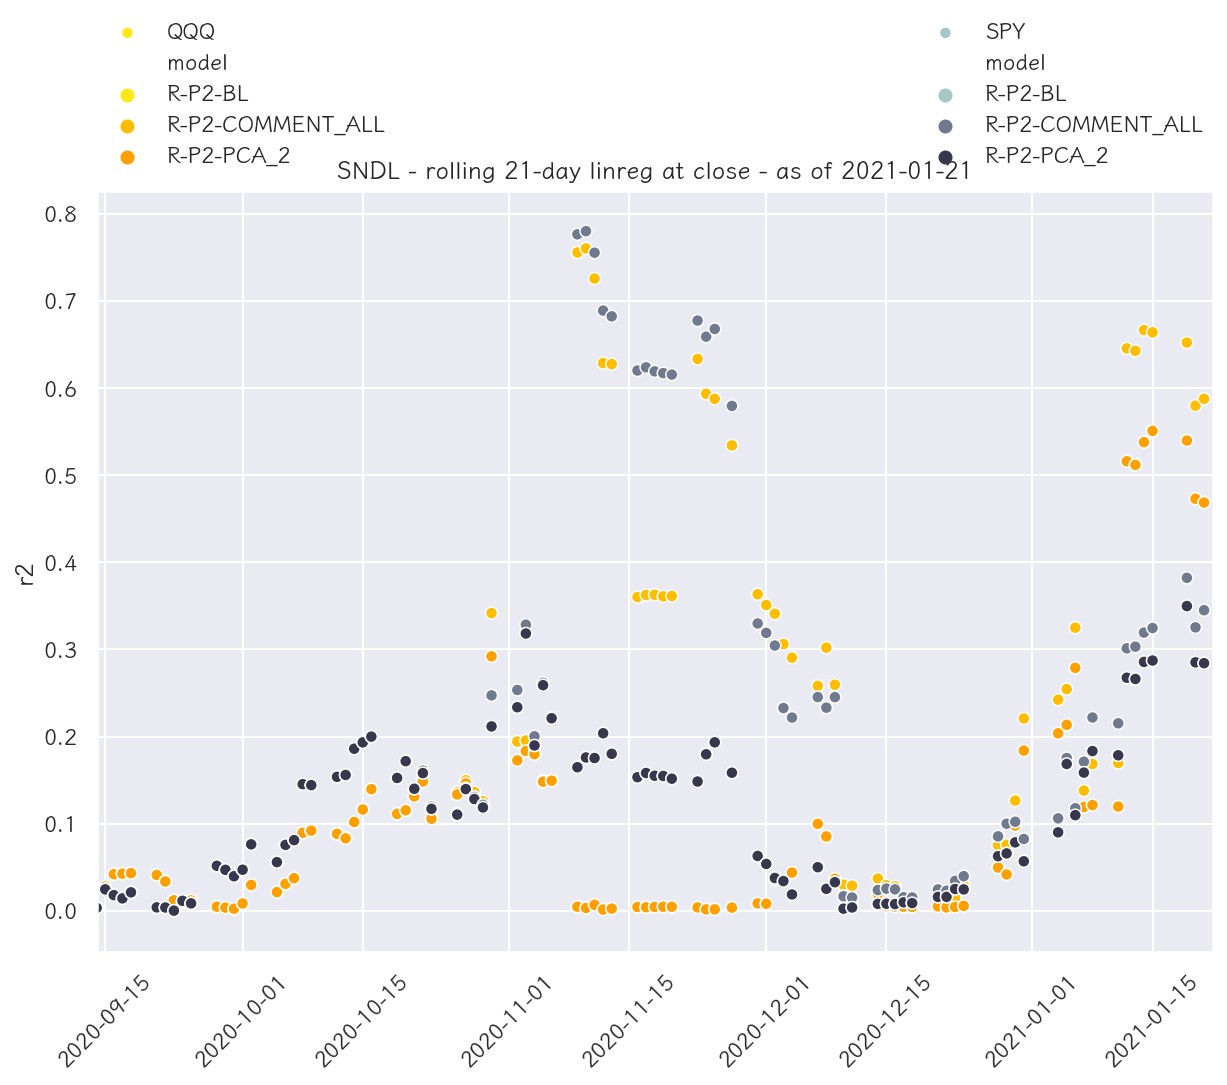 QQQ
model
R-P2-BL
R-P2-COMMENT_ALL
R-P2-PCA_2
SPY
model
R-P2-BL
R-P2-COMMENT_ALL
R-P2-PCA_2
SNDL - rolling 21-day linreg at close - as of 2021-01-21
0.8
0.7
0.6
0.5
0.4
0.3
0.2
0.1
0.0
r2
2020-09-15
2020-10-01
2020-10-15
2020-11-01
2020-11-15
2020-12-01
2020-12-15
2021-01-01
2021-01-15